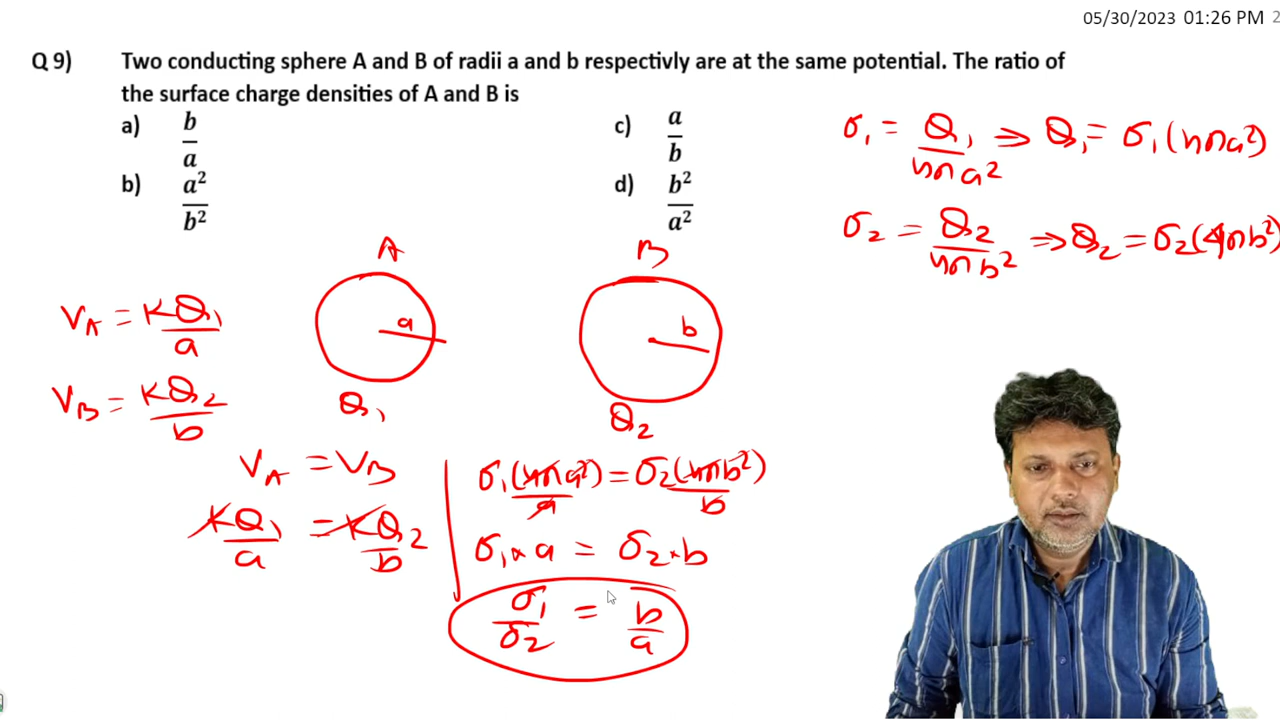 05/30/2023 01:26 PM 2
Q 9) Two conducting sphere A and B of radii a and b respectivly are at the same potential. The ratio of
the surface charge densities of A and B is
a) b/a
c) a/b
b) a²/b²
d) b²/a²
σ₁ = Q₁/4πa² ⇒ Q₁ = σ₁(4πa²)
σ₂ = Q₂/4πb² ⇒ Q₂ = σ₂(4πb²)
A
B
a
b
Q₁
Q₂
V_A = KQ₁/a
V_B = KQ₂/b
V_A = V_B
KQ₁/a = KQ₂/b
σ₁(4πa²)/a = σ₂(4πb²)/b
σ₁ × a = σ₂ × b
σ₁/σ₂ = b/a